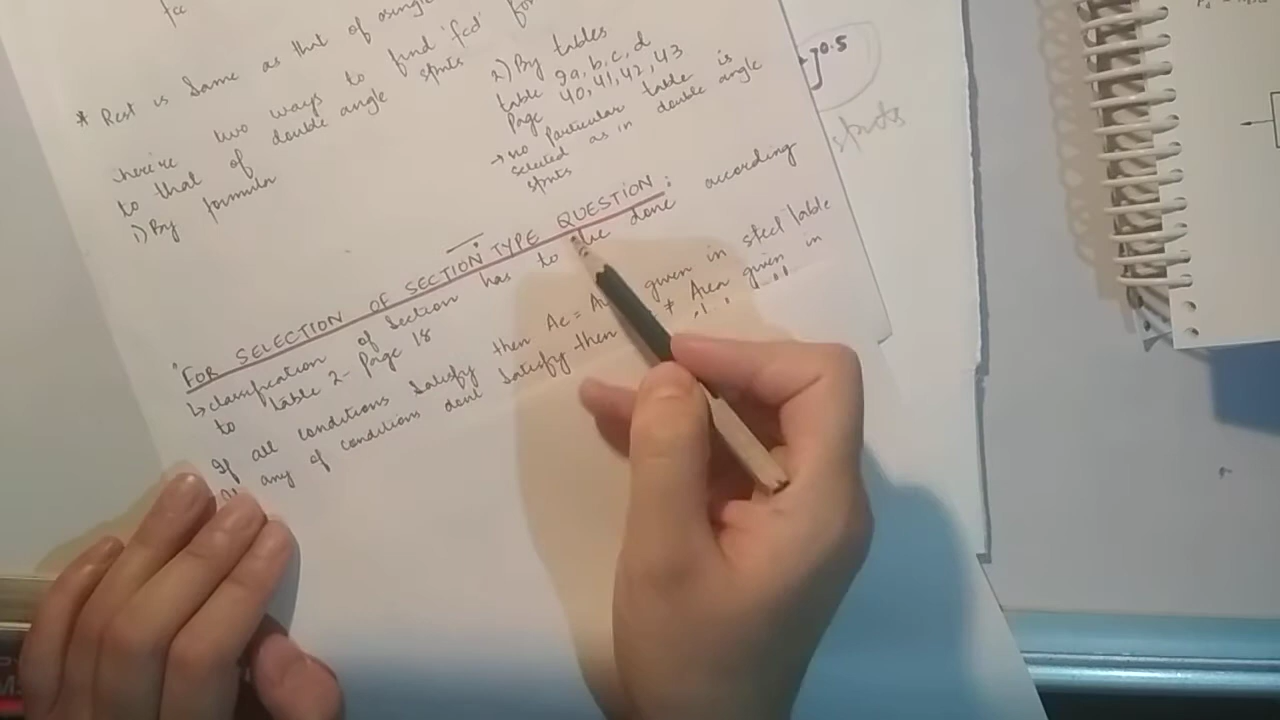 fcc
Rest is same as that of
* there're two ways to find 'fcd' for
to that of double angle struts
1) By formula
2) By tables
table 9a, b, c, d
Page 40, 41, 42, 43
→ no particular table is
selected as in double angle
struts
"FOR SELECTION OF SECTION" TYPE QUESTION:
↳ classification of section has to be done according
to table 2 - Page 18
If all conditions satisfy then Ae = given in steel table
If any of conditions dont satisfy then ≠ Area given in
]0.5
struts